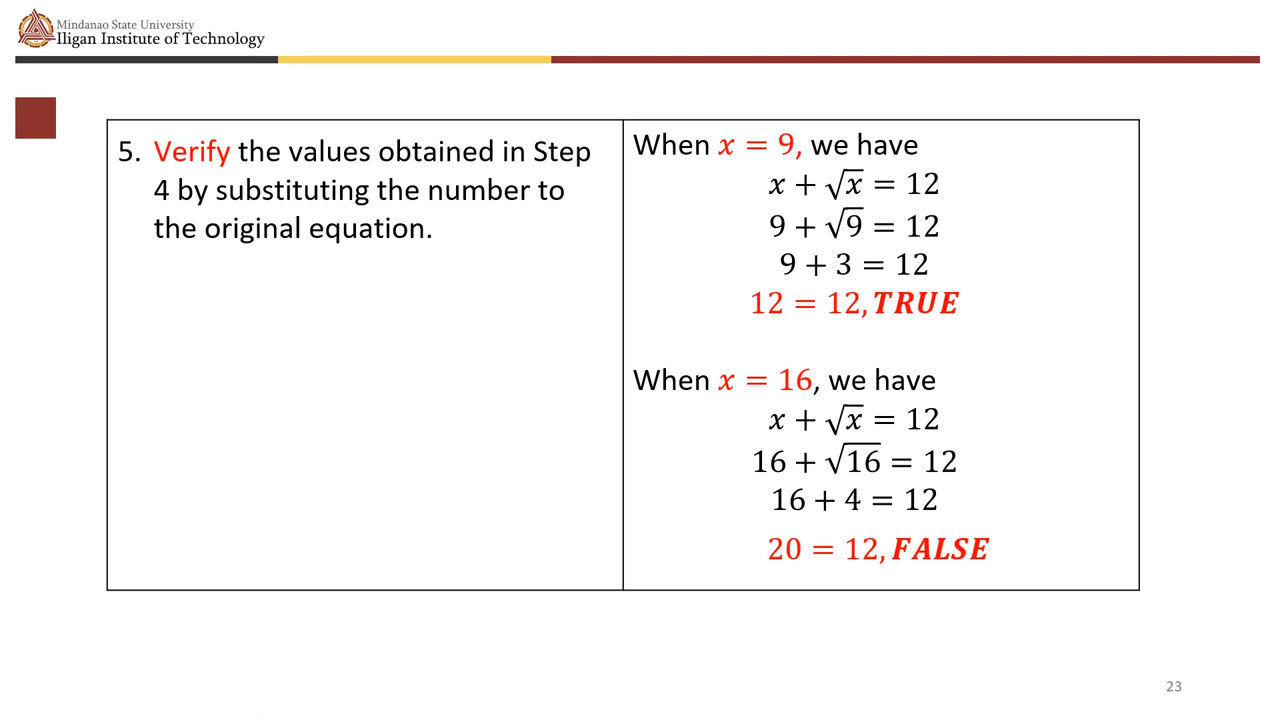 Mindanao State University
Iligan Institute of Technology
5. Verify the values obtained in Step
4 by substituting the number to
the original equation.
When x = 9, we have
x + √x = 12
9 + √9 = 12
9 + 3 = 12
12 = 12, TRUE
When x = 16, we have
x + √x = 12
16 + √16 = 12
16 + 4 = 12
20 = 12, FALSE
23